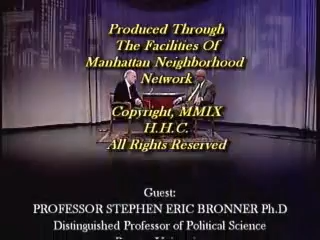 Produced Through
The Facilities Of
Manhattan Neighborhood
Network
Copyright, MMIX
H.H.C.
All Rights Reserved
Guest:
PROFESSOR STEPHEN ERIC BRONNER Ph.D
Distinguished Professor of Political Science